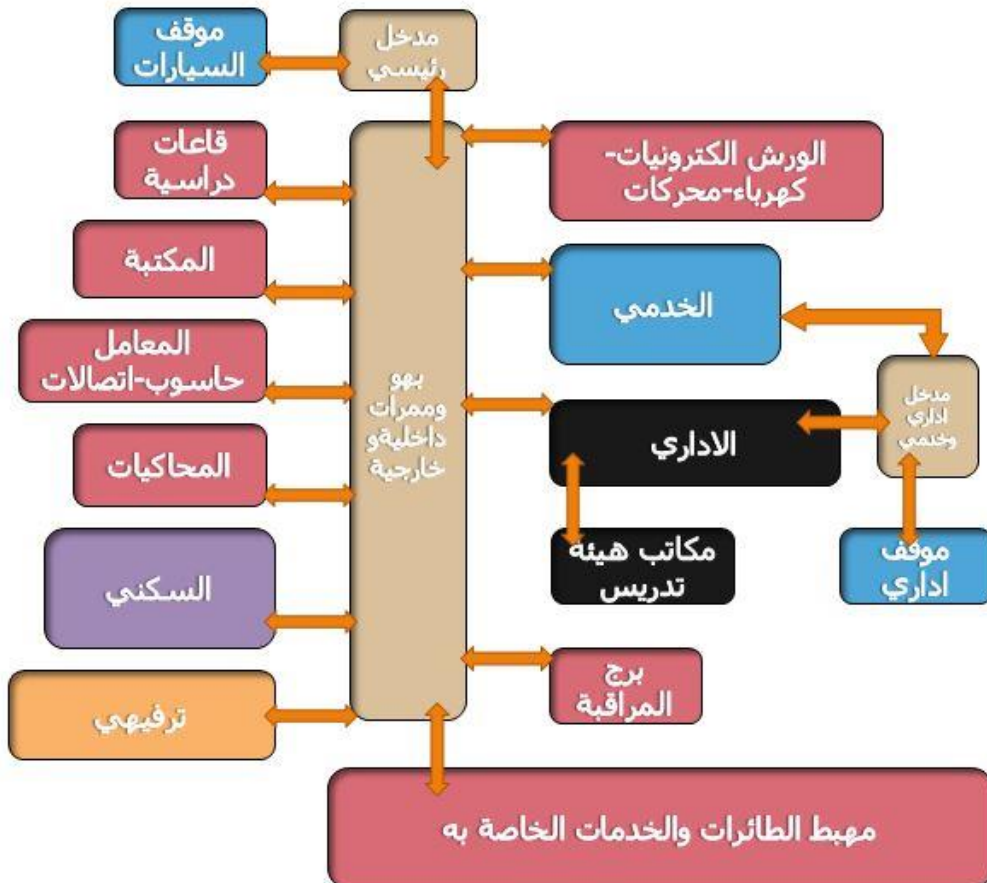 موقف
السيارات
مدخل
رئيسي
قاعات
دراسية
الورش الكترونيات-
كهرباء-محركات
المكتبة
الخدمي
المعامل
حاسوب-اتصالات
بهو
وممرات
داخليةو
خارجية
مدخل
اداري
وخدمي
الاداري
المحاكيات
مكاتب هيئة
تدريس
موقف
اداري
السكني
برج
المراقبة
ترفيهي
مهبط الطائرات والخدمات الخاصة به